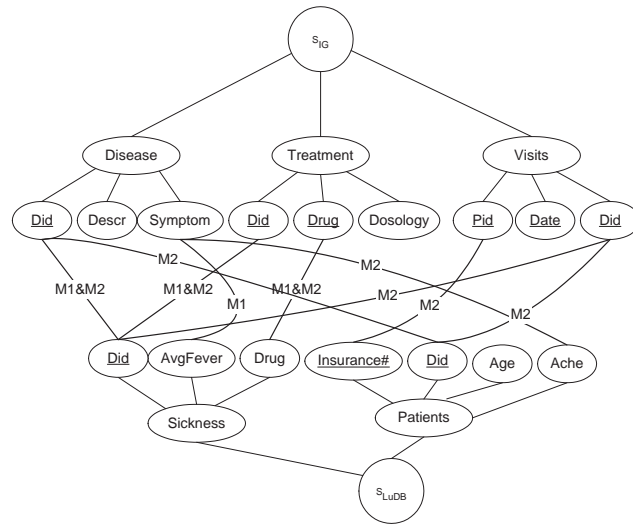 S_IG
Disease Treatment Visits
Did Descr Symptom Did Drug Dosology Pid Date Did
M2 M2
M1&M2 M1&M2 M1 M1&M2 M2 M2 M2
Did AvgFever Drug Insurance# Did Age Ache
Sickness Patients
S_LuDB